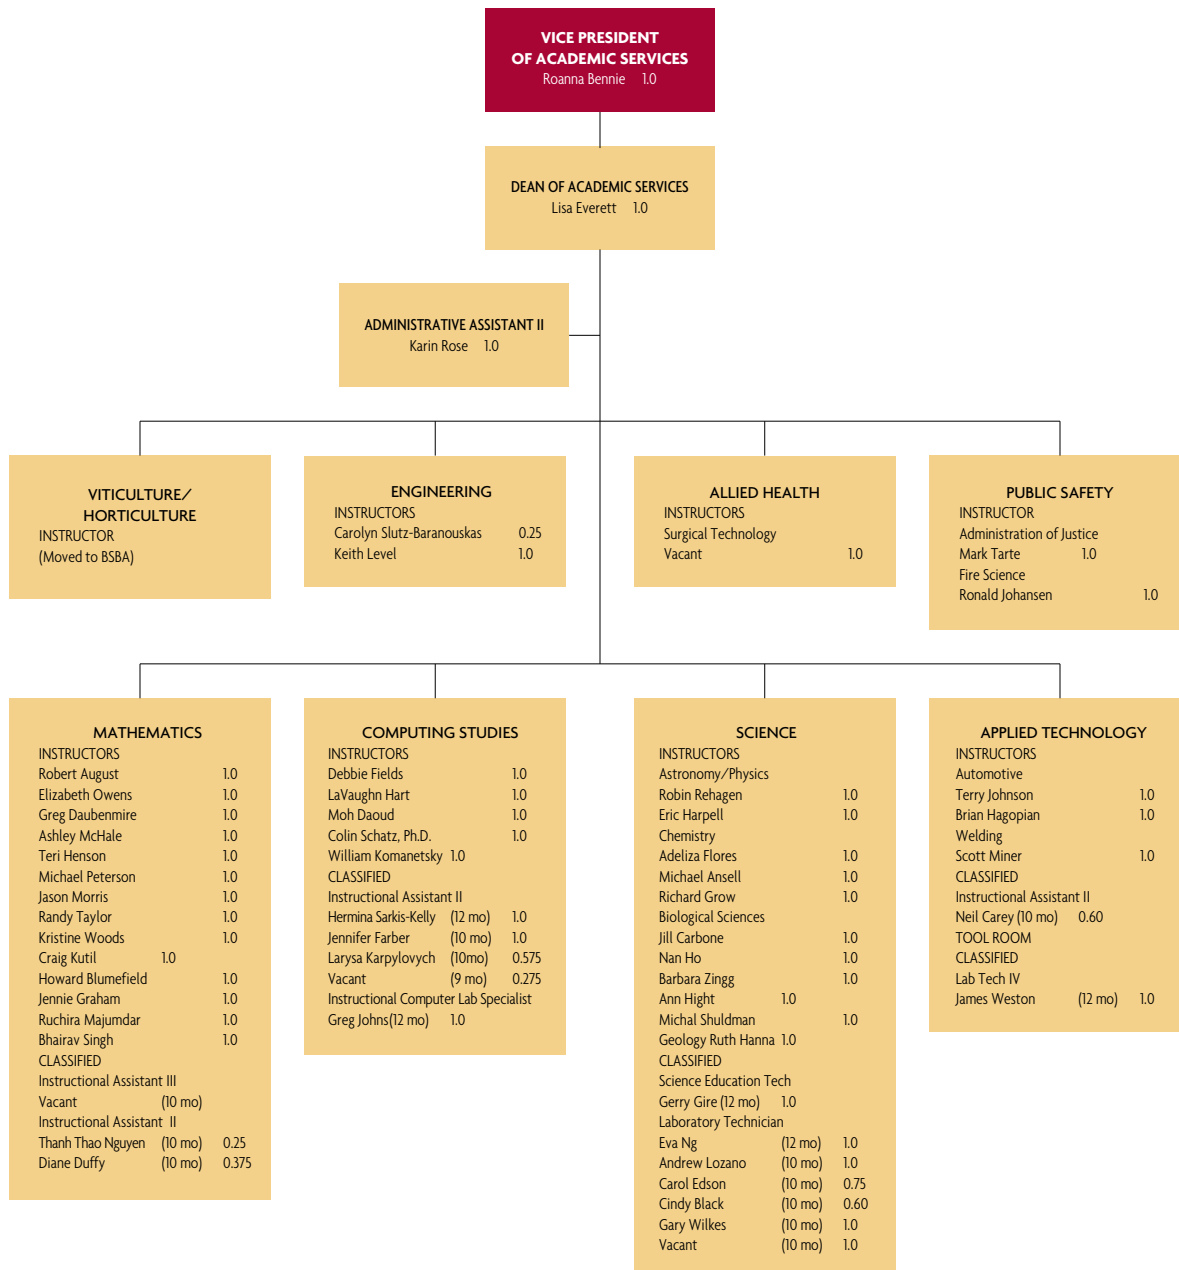 VICE PRESIDENT
OF ACADEMIC SERVICES
Roanna Bennie 1.0
DEAN OF ACADEMIC SERVICES
Lisa Everett 1.0
ADMINISTRATIVE ASSISTANT II
Karin Rose 1.0
VITICULTURE/
HORTICULTURE
INSTRUCTOR
(Moved to BSBA)
ENGINEERING
INSTRUCTORS
Carolyn Slutz-Baranouskas 0.25
Keith Level 1.0
ALLIED HEALTH
INSTRUCTORS
Surgical Technology
Vacant 1.0
PUBLIC SAFETY
INSTRUCTOR
Administration of Justice
Mark Tarte 1.0
Fire Science
Ronald Johansen 1.0
MATHEMATICS
INSTRUCTORS
Robert August 1.0
Elizabeth Owens 1.0
Greg Daubenmire 1.0
Ashley McHale 1.0
Teri Henson 1.0
Michael Peterson 1.0
Jason Morris 1.0
Randy Taylor 1.0
Kristine Woods 1.0
Craig Kutil 1.0
Howard Blumefield 1.0
Jennie Graham 1.0
Ruchira Majumdar 1.0
Bhairav Singh 1.0
CLASSIFIED
Instructional Assistant III
Vacant (10 mo)
Instructional Assistant II
Thanh Thao Nguyen (10 mo) 0.25
Diane Duffy (10 mo) 0.375
COMPUTING STUDIES
INSTRUCTORS
Debbie Fields 1.0
LaVaughn Hart 1.0
Moh Daoud 1.0
Colin Schatz, Ph.D. 1.0
William Komanetsky 1.0
CLASSIFIED
Instructional Assistant II
Hermina Sarkis-Kelly (12 mo) 1.0
Jennifer Farber (10 mo) 1.0
Larysa Karpylovych (10mo) 0.575
Vacant (9 mo) 0.275
Instructional Computer Lab Specialist
Greg Johns(12 mo) 1.0
SCIENCE
INSTRUCTORS
Astronomy/Physics
Robin Rehagen 1.0
Eric Harpell 1.0
Chemistry
Adeliza Flores 1.0
Michael Ansell 1.0
Richard Grow 1.0
Biological Sciences
Jill Carbone 1.0
Nan Ho 1.0
Barbara Zingg 1.0
Ann Hight 1.0
Michal Shuldman 1.0
Geology Ruth Hanna 1.0
CLASSIFIED
Science Education Tech
Gerry Gire (12 mo) 1.0
Laboratory Technician
Eva Ng (12 mo) 1.0
Andrew Lozano (10 mo) 1.0
Carol Edson (10 mo) 0.75
Cindy Black (10 mo) 0.60
Gary Wilkes (10 mo) 1.0
Vacant (10 mo) 1.0
APPLIED TECHNOLOGY
INSTRUCTORS
Automotive
Terry Johnson 1.0
Brian Hagopian 1.0
Welding
Scott Miner 1.0
CLASSIFIED
Instructional Assistant II
Neil Carey (10 mo) 0.60
TOOL ROOM
CLASSIFIED
Lab Tech IV
James Weston (12 mo) 1.0